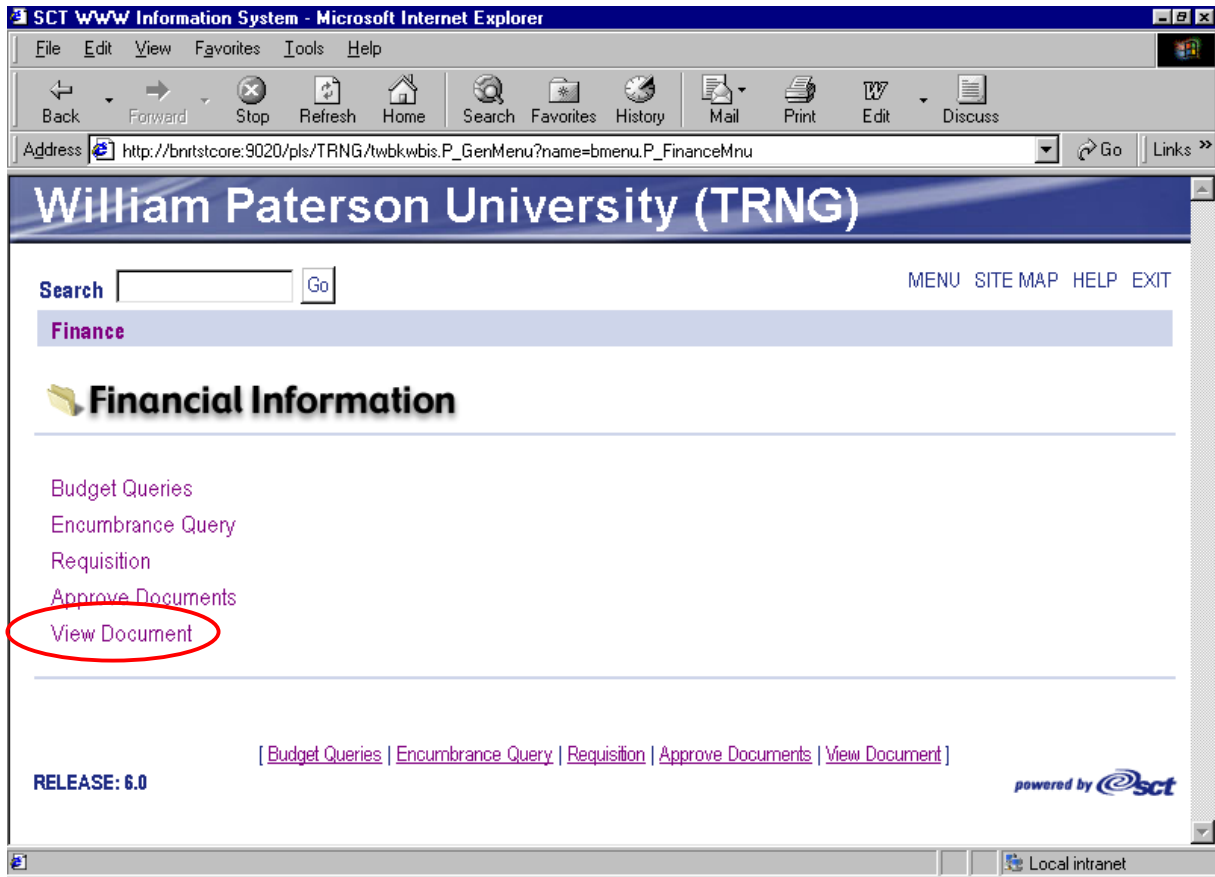 SCT WWW Information System - Microsoft Internet Explorer
File Edit View Favorites Tools Help
Back Forward Stop Refresh Home Search Favorites History Mail Print Edit Discuss
Address http://bnrtstcore:9020/pls/TRNG/twbkwbis.P_GenMenu?name=bmenu.P_FinanceMnu Go Links »
William Paterson University (TRNG)
Search Go MENU SITE MAP HELP EXIT
Finance
Financial Information
Budget Queries
Encumbrance Query
Requisition
Approve Documents
View Document
[ Budget Queries | Encumbrance Query | Requisition | Approve Documents | View Document ]
RELEASE: 6.0 powered by sct
Local intranet